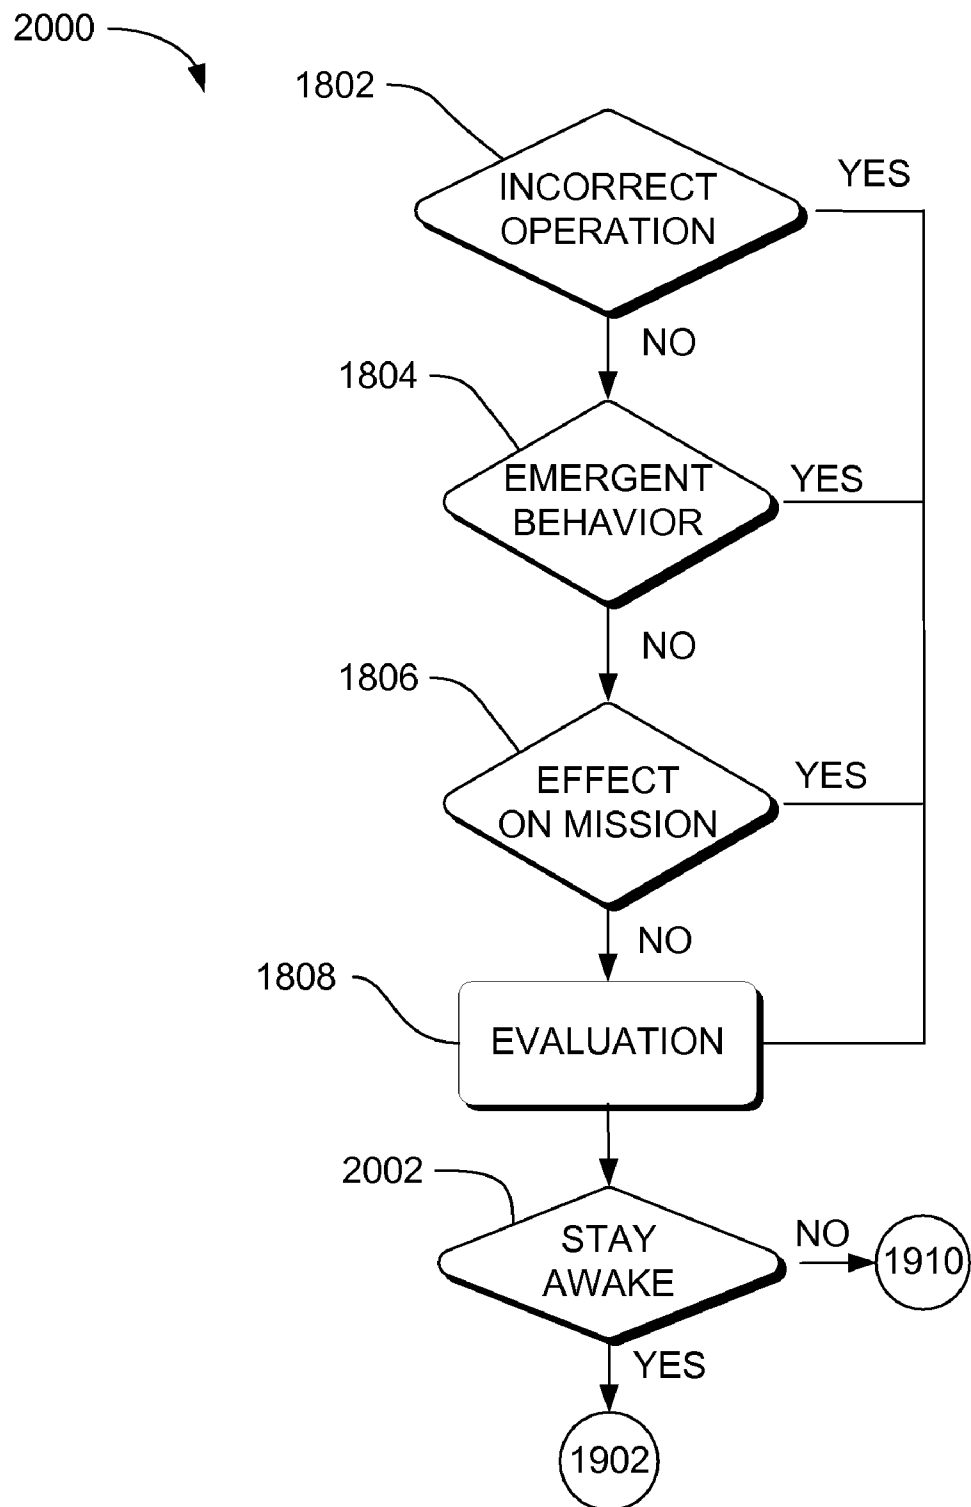 2000
1802
INCORRECT
OPERATION
YES
NO
1804
EMERGENT
BEHAVIOR
YES
NO
1806
EFFECT
ON MISSION
YES
NO
1808
EVALUATION
2002
STAY
AWAKE
NO
1910
YES
1902